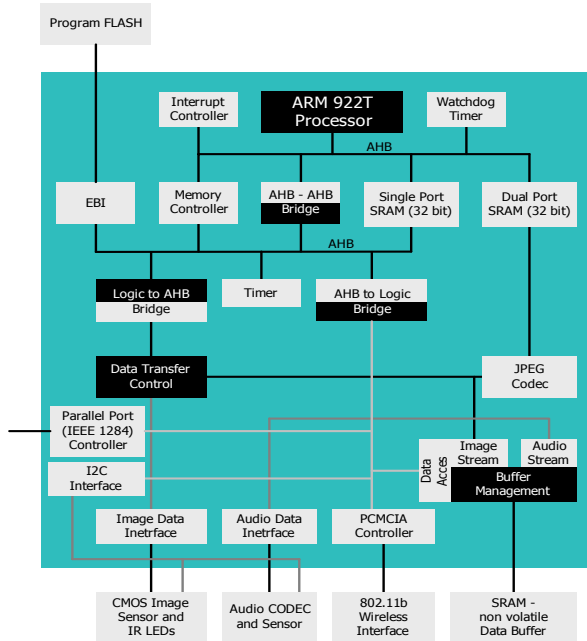 Program FLASH
Interrupt
Controller
ARM 922T
Processor
Watchdog
Timer
AHB
EBI
Memory
Controller
AHB - AHB
Bridge
Single Port
SRAM (32 bit)
Dual Port
SRAM (32 bit)
AHB
Logic to AHB
Bridge
Timer
AHB to Logic
Bridge
Data Transfer
Control
JPEG
Codec
Parallel Port
(IEEE 1284)
Controller
I2C
Interface
Data
Acces
Image
Stream
Audio
Stream
Buffer
Management
Image Data
Inetrface
Audio Data
Inetrface
PCMCIA
Controller
CMOS Image
Sensor and
IR LEDs
Audio CODEC
and Sensor
802.11b
Wireless
Interface
SRAM -
non volatile
Data Buffer